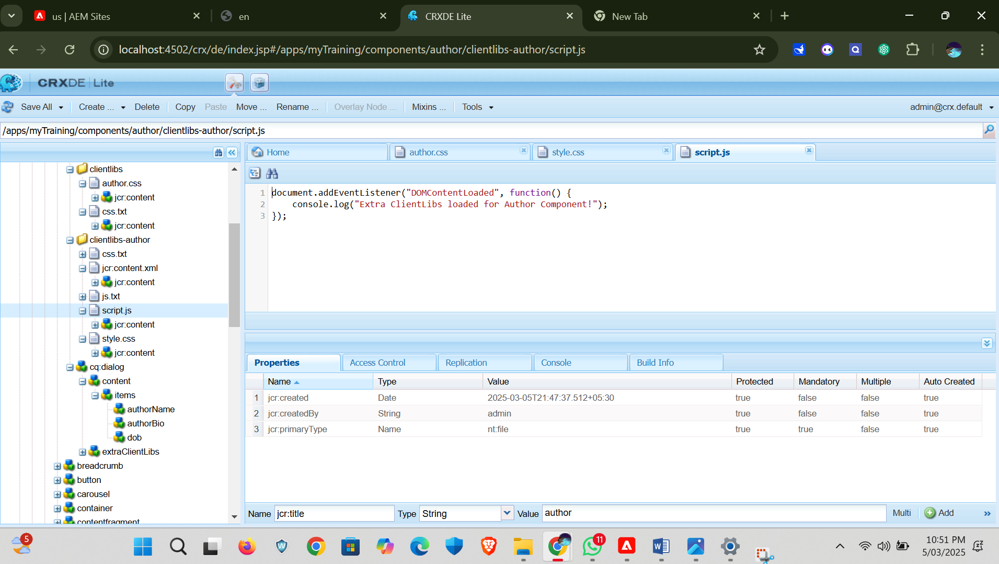 us | AEM Sites
en
CRXDE Lite
New Tab
localhost:4502/crx/de/index.jsp#/apps/myTraining/components/author/clientlibs-author/script.js
CRXDE | Lite
Save All
Create ...
Delete
Copy
Paste
Move ...
Rename ...
Overlay Node ...
Mixins ...
Tools
admin@crx.default
/apps/myTraining/components/author/clientlibs-author/script.js
Home
author.css
style.css
script.js
clientlibs
author.css
jcr:content
css.txt
jcr:content
clientlibs-author
css.txt
jcr:content.xml
jcr:content
js.txt
script.js
jcr:content
style.css
jcr:content
cq:dialog
content
items
authorName
authorBio
dob
extraClientLibs
breadcrumb
button
carousel
container
contentfragment
1 document.addEventListener("DOMContentLoaded", function() {
2 console.log("Extra ClientLibs loaded for Author Component!");
3 });
Properties
Access Control
Replication
Console
Build Info
Name Type Value Protected Mandatory Multiple Auto Created
1 jcr:created Date 2025-03-05T21:47:37.512+05:30 true false false true
2 jcr:createdBy String admin true false false true
3 jcr:primaryType Name nt:file true true false true
Name jcr:title Type String Value author Multi Add
5
11
10:51 PM
5/03/2025